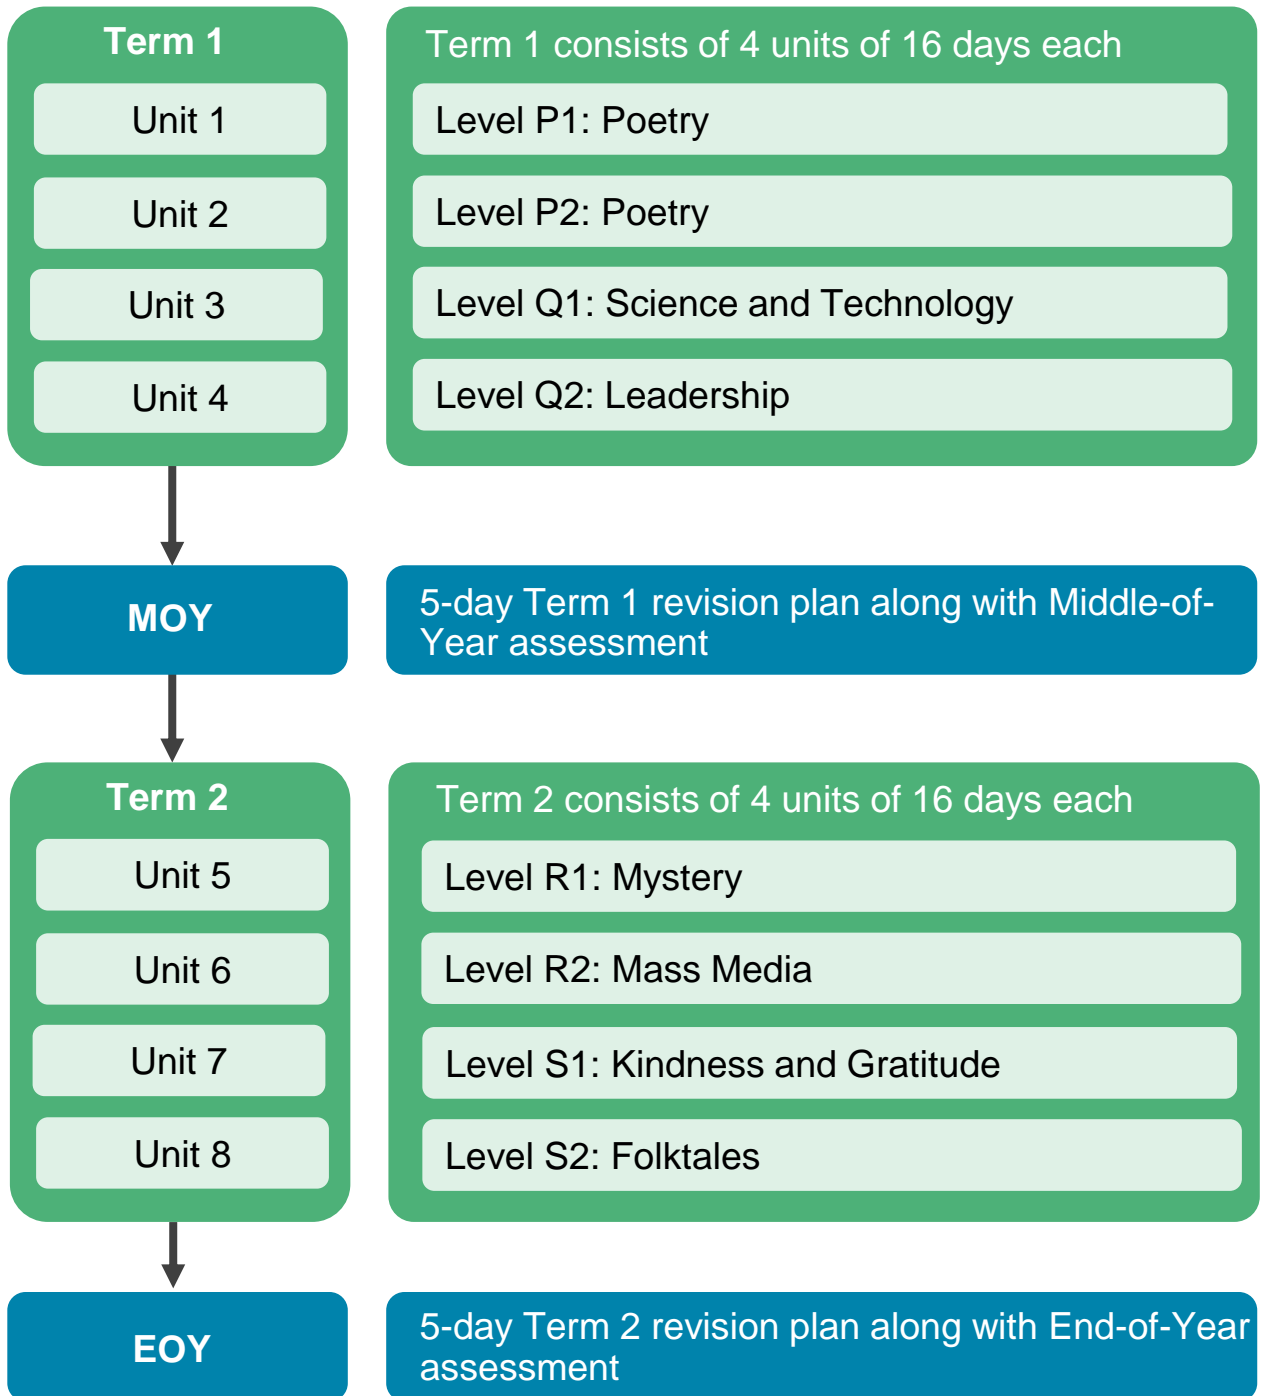 Term 1
Term 1 consists of 4 units of 16 days each
Unit 1
Level P1: Poetry
Unit 2
Level P2: Poetry
Unit 3
Level Q1: Science and Technology
Unit 4
Level Q2: Leadership
MOY
5-day Term 1 revision plan along with Middle-of-
Year assessment
Term 2
Term 2 consists of 4 units of 16 days each
Unit 5
Level R1: Mystery
Unit 6
Level R2: Mass Media
Unit 7
Level S1: Kindness and Gratitude
Unit 8
Level S2: Folktales
EOY
5-day Term 2 revision plan along with End-of-Year
assessment